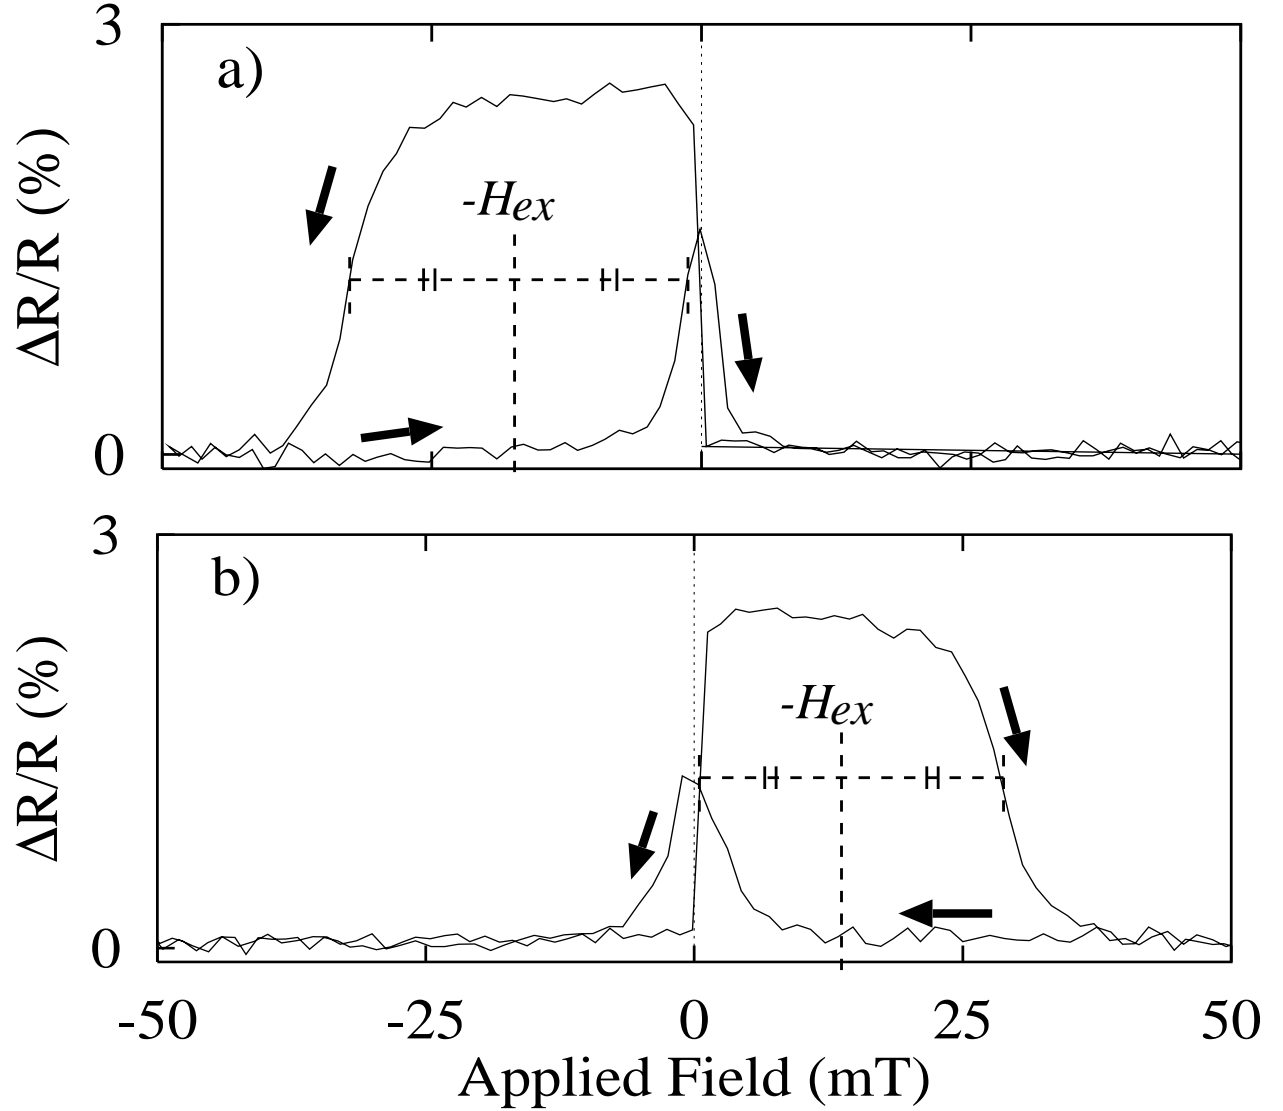 3
a)
-Hex
ΔR/R (%)
0
3
b)
-Hex
ΔR/R (%)
0
-50 -25 0 25 50
Applied Field (mT)